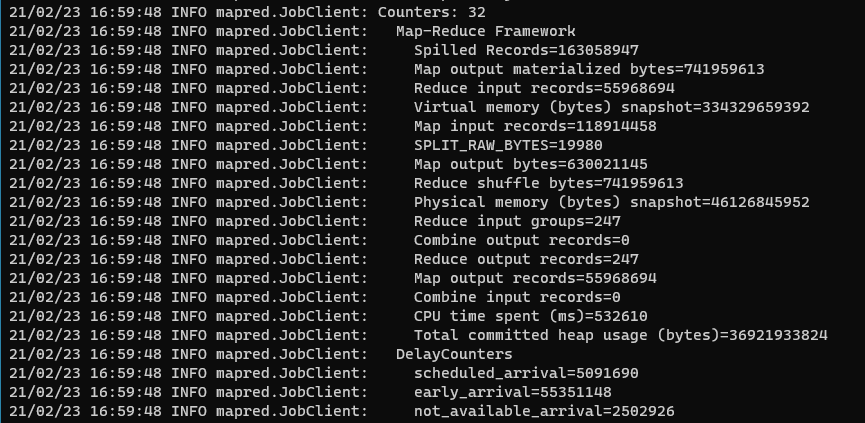 21/02/23 16:59:48 INFO mapred.JobClient: Counters: 32
21/02/23 16:59:48 INFO mapred.JobClient:   Map-Reduce Framework
21/02/23 16:59:48 INFO mapred.JobClient:     Spilled Records=163058947
21/02/23 16:59:48 INFO mapred.JobClient:     Map output materialized bytes=741959613
21/02/23 16:59:48 INFO mapred.JobClient:     Reduce input records=55968694
21/02/23 16:59:48 INFO mapred.JobClient:     Virtual memory (bytes) snapshot=334329659392
21/02/23 16:59:48 INFO mapred.JobClient:     Map input records=118914458
21/02/23 16:59:48 INFO mapred.JobClient:     SPLIT_RAW_BYTES=19980
21/02/23 16:59:48 INFO mapred.JobClient:     Map output bytes=630021145
21/02/23 16:59:48 INFO mapred.JobClient:     Reduce shuffle bytes=741959613
21/02/23 16:59:48 INFO mapred.JobClient:     Physical memory (bytes) snapshot=46126845952
21/02/23 16:59:48 INFO mapred.JobClient:     Reduce input groups=247
21/02/23 16:59:48 INFO mapred.JobClient:     Combine output records=0
21/02/23 16:59:48 INFO mapred.JobClient:     Reduce output records=247
21/02/23 16:59:48 INFO mapred.JobClient:     Map output records=55968694
21/02/23 16:59:48 INFO mapred.JobClient:     Combine input records=0
21/02/23 16:59:48 INFO mapred.JobClient:     CPU time spent (ms)=532610
21/02/23 16:59:48 INFO mapred.JobClient:     Total committed heap usage (bytes)=36921933824
21/02/23 16:59:48 INFO mapred.JobClient:   DelayCounters
21/02/23 16:59:48 INFO mapred.JobClient:     scheduled_arrival=5091690
21/02/23 16:59:48 INFO mapred.JobClient:     early_arrival=55351148
21/02/23 16:59:48 INFO mapred.JobClient:     not_available_arrival=2502926